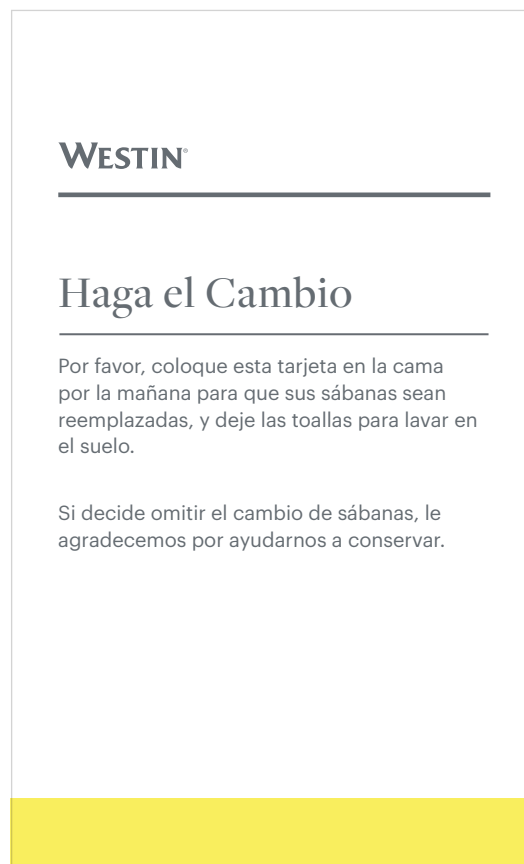 WESTIN®
Haga el Cambio
Por favor, coloque esta tarjeta en la cama
por la mañana para que sus sábanas sean
reemplazadas, y deje las toallas para lavar en
el suelo.
Si decide omitir el cambio de sábanas, le
agradecemos por ayudarnos a conservar.